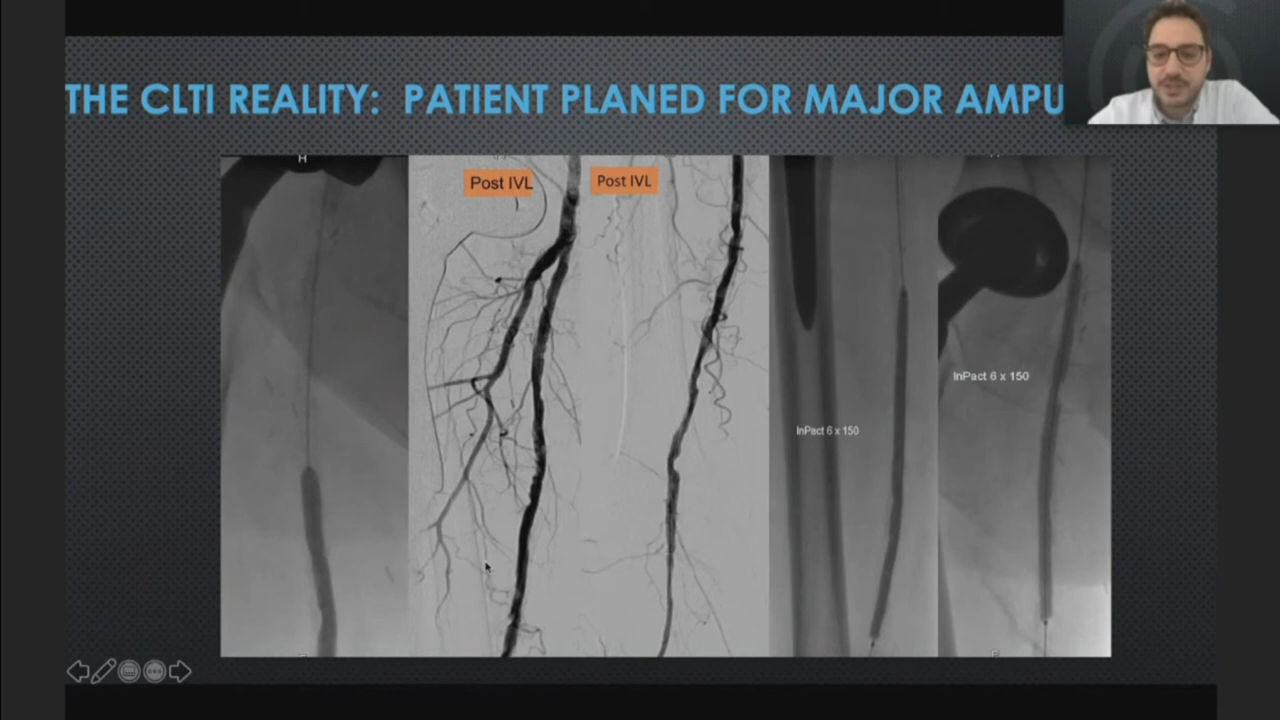 THE CLTI REALITY: PATIENT PLANED FOR MAJOR AMPU
H
Post IVL
Post IVL
InPact 6 x 150
InPact 6 x 150